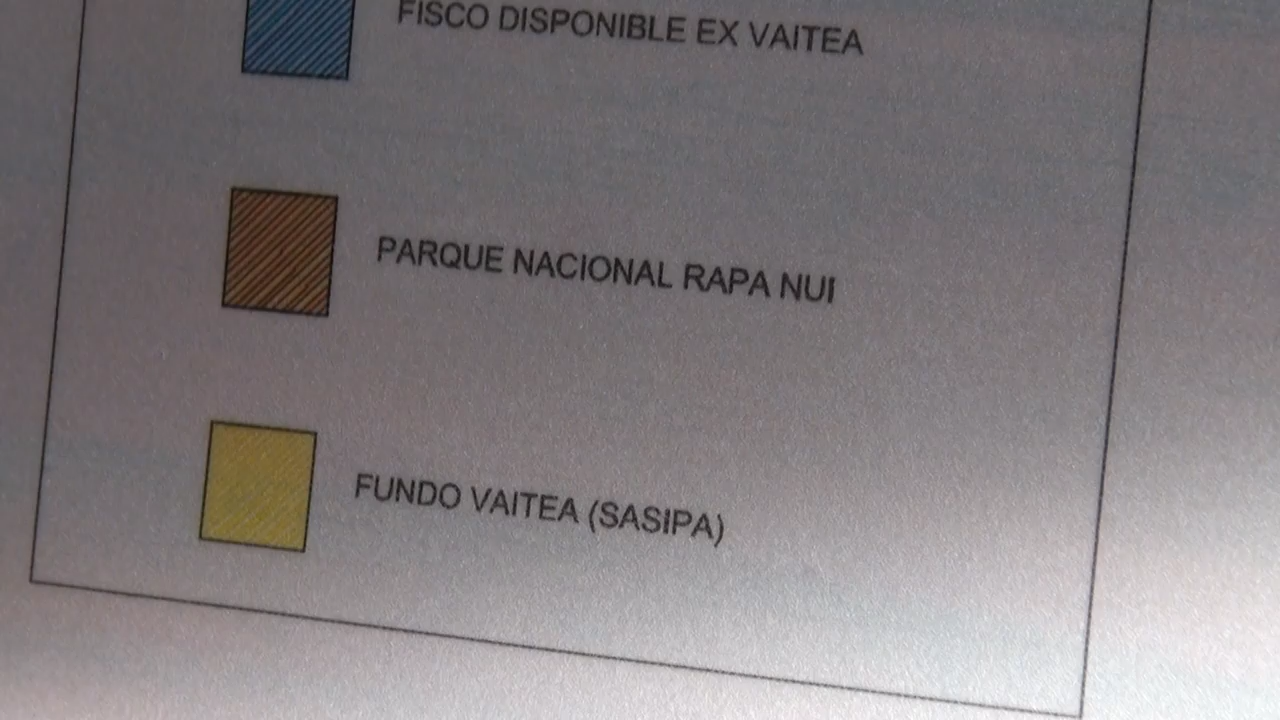 FISCO DISPONIBLE EX VAITEA
PARQUE NACIONAL RAPA NUI
FUNDO VAITEA (SASIPA)